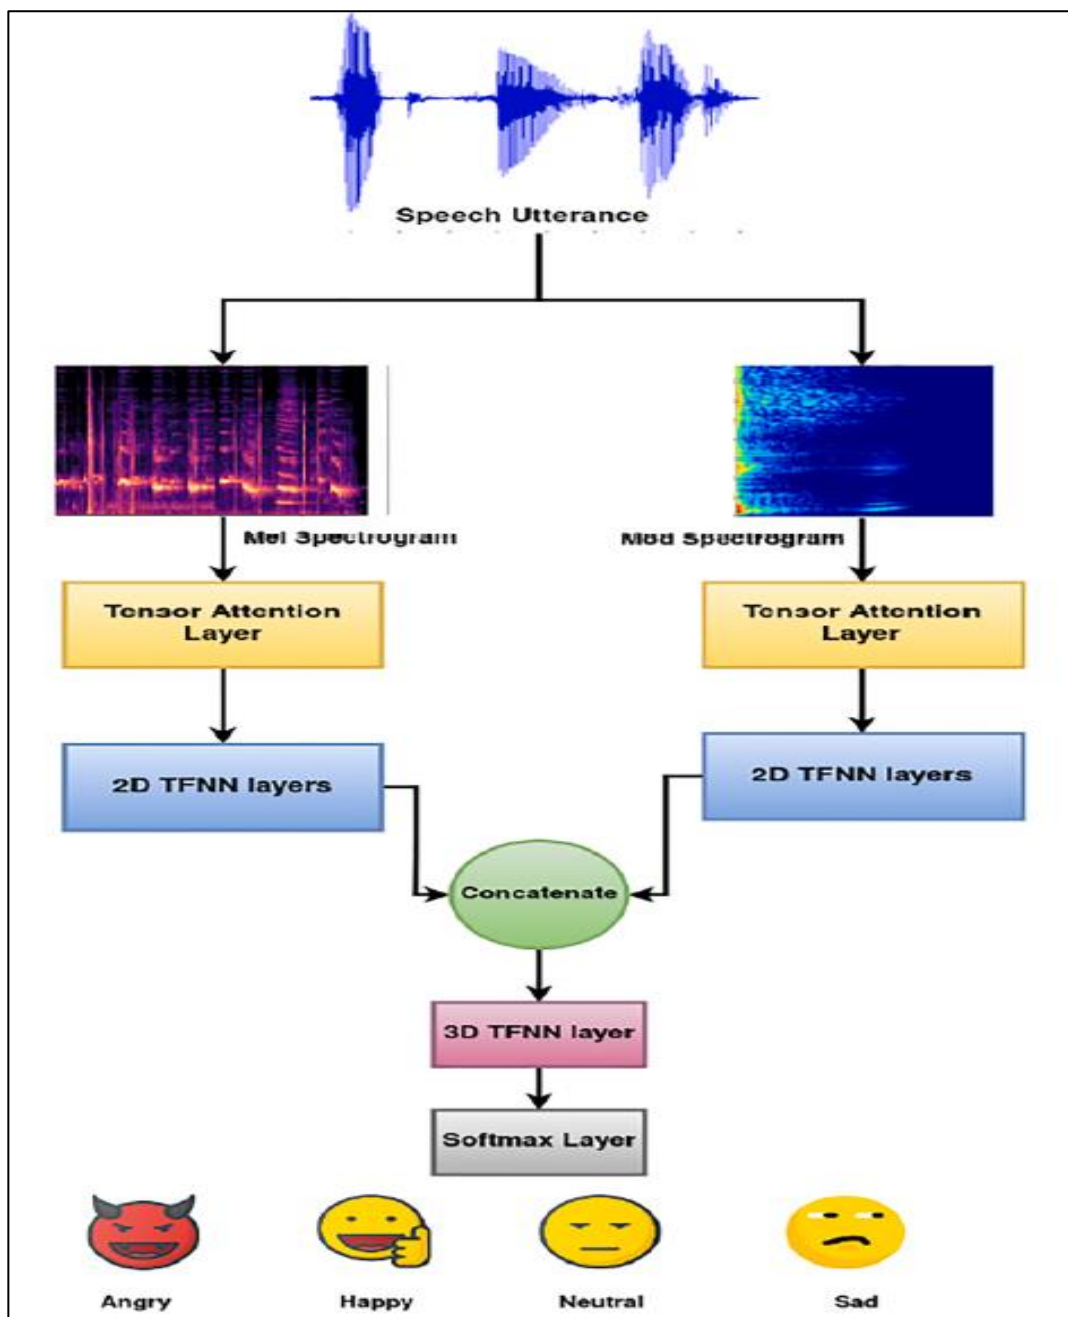 Speech Utterance
Mel Spectrogram
Mod Spectrogram
Tensor Attention
Layer
Tensor Attention
Layer
2D TFNN layers
2D TFNN layers
Concatenate
3D TFNN layer
Softmax Layer
Angry
Happy
Neutral
Sad